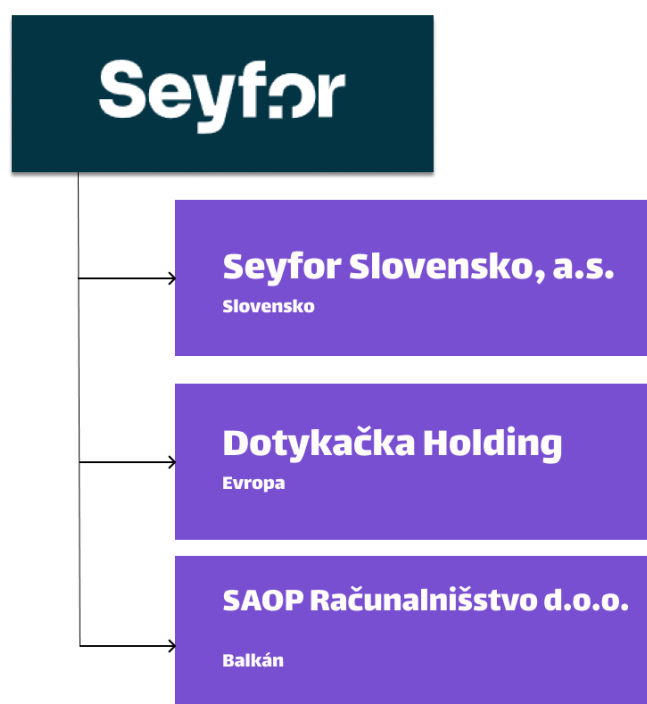 Seyfor
Seyfor Slovensko, a.s.
Slovensko
Dotykačka Holding
Evropa
SAOP Računalništvo d.o.o.
Balkán